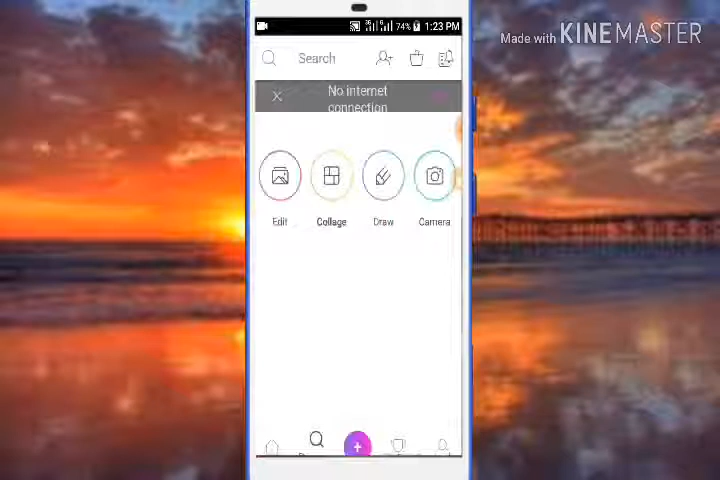 74% 1:23 PM
Made with KINEMASTER
Search
No internet
connection
Edit
Collage
Draw
Camera